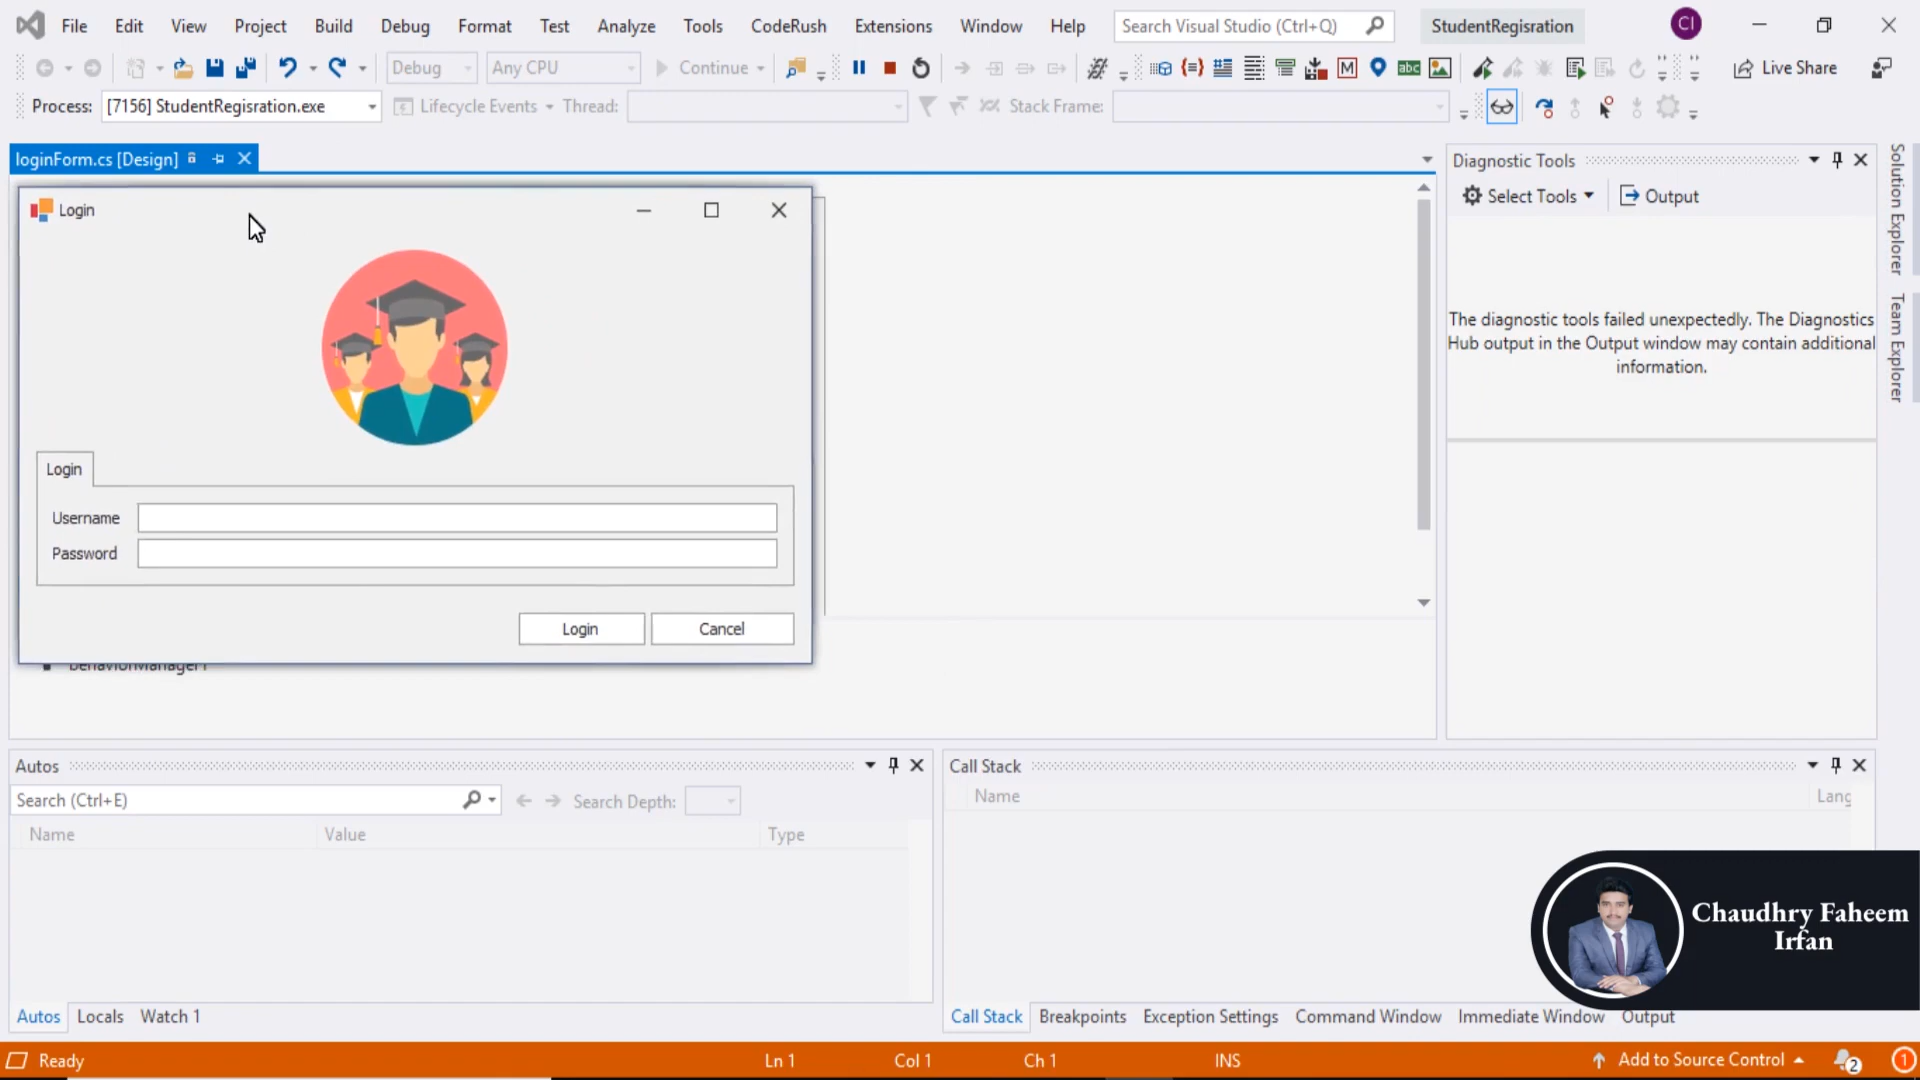 File Edit View Project Build Debug Format Test Analyze Tools CodeRush Extensions Window Help Search Visual Studio (Ctrl+Q) StudentRegisration CI
Debug Any CPU Continue M abc Live Share
Process: [7156] StudentRegisration.exe Lifecycle Events Thread: Stack Frame:
loginForm.cs [Design]
Diagnostic Tools
Select Tools Output
Solution Explorer
Team Explorer
Login
The diagnostic tools failed unexpectedly. The Diagnostics
Hub output in the Output window may contain additional
information.
Login
Username
Password
Login Cancel
behaviorManager1
Autos
Search (Ctrl+E) Search Depth:
Name Value Type
Call Stack
Name Lang
Chaudhry Faheem
Irfan
Autos Locals Watch 1
Call Stack Breakpoints Exception Settings Command Window Immediate Window Output
Ready Ln 1 Col 1 Ch 1 INS Add to Source Control 2 1